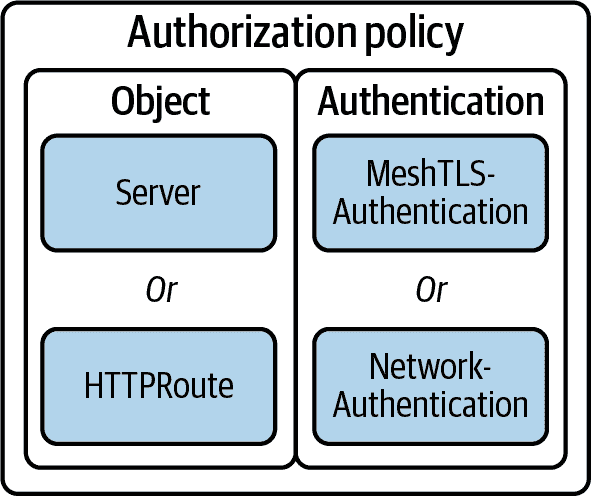 Authorization policy
Object
Server
Or
HTTPRoute
Authentication
MeshTLS-
Authentication
Or
Network-
Authentication